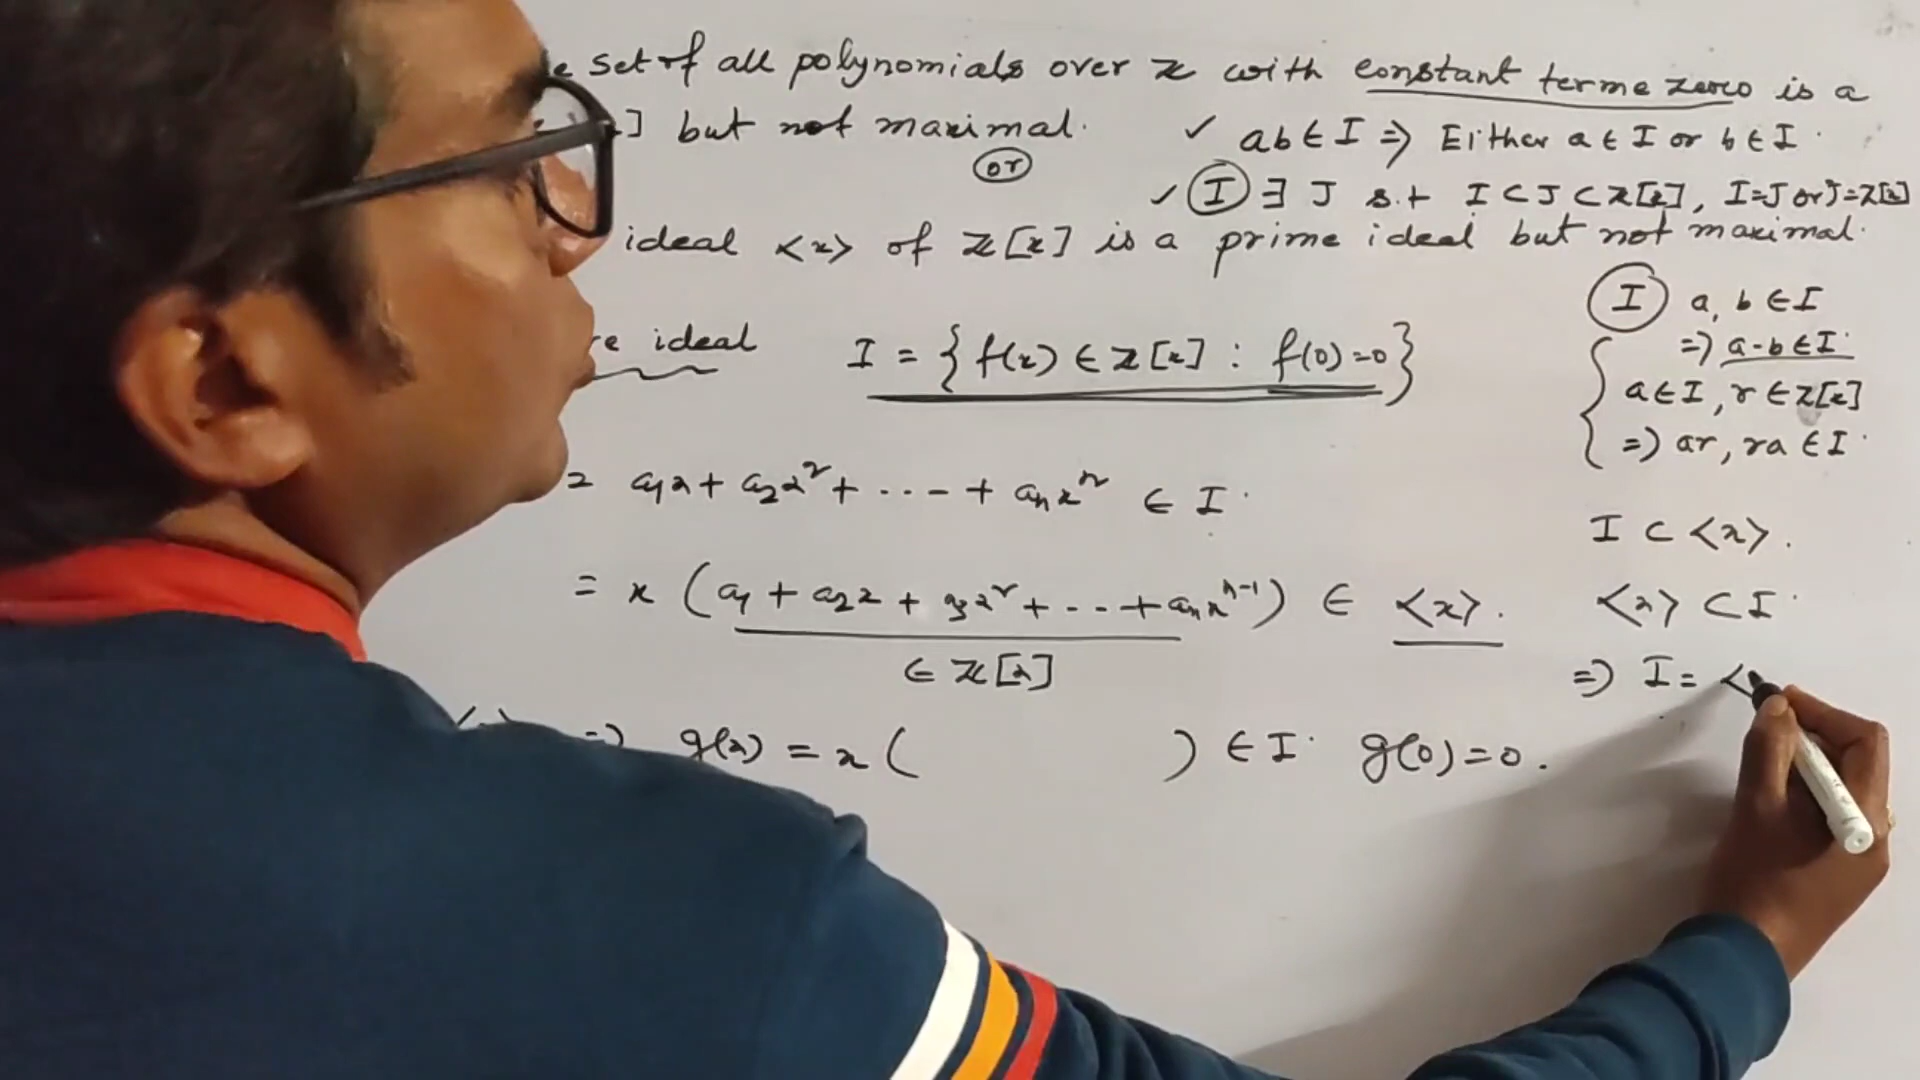 set of all polynomials over ℤ with constant terme zero is a
] but not maximal.
✓ ab ∈ I => Either a ∈ I or b ∈ I.
or
✓ I ∃ J s.t I ⊂ J ⊂ ℤ[x], I=J or J=ℤ[x]
ideal <x> of ℤ[x] is a prime ideal but not maximal.
I a, b ∈ I
=> a-b ∈ I.
a ∈ I, r ∈ ℤ[x]
=> ar, ra ∈ I.
ideal I = {f(x) ∈ ℤ[x] : f(0)=0}
= a₁x + a₂x² + ... + aₙxⁿ ∈ I.
I ⊂ <x>.
= x (a₁ + a₂x + a₃x² + ... + aₙxⁿ⁻¹) ∈ <x>.
<x> ⊂ I.
∈ ℤ[x]
=> I = <
=> g(x) = x ( ) ∈ I. g(0)=0.